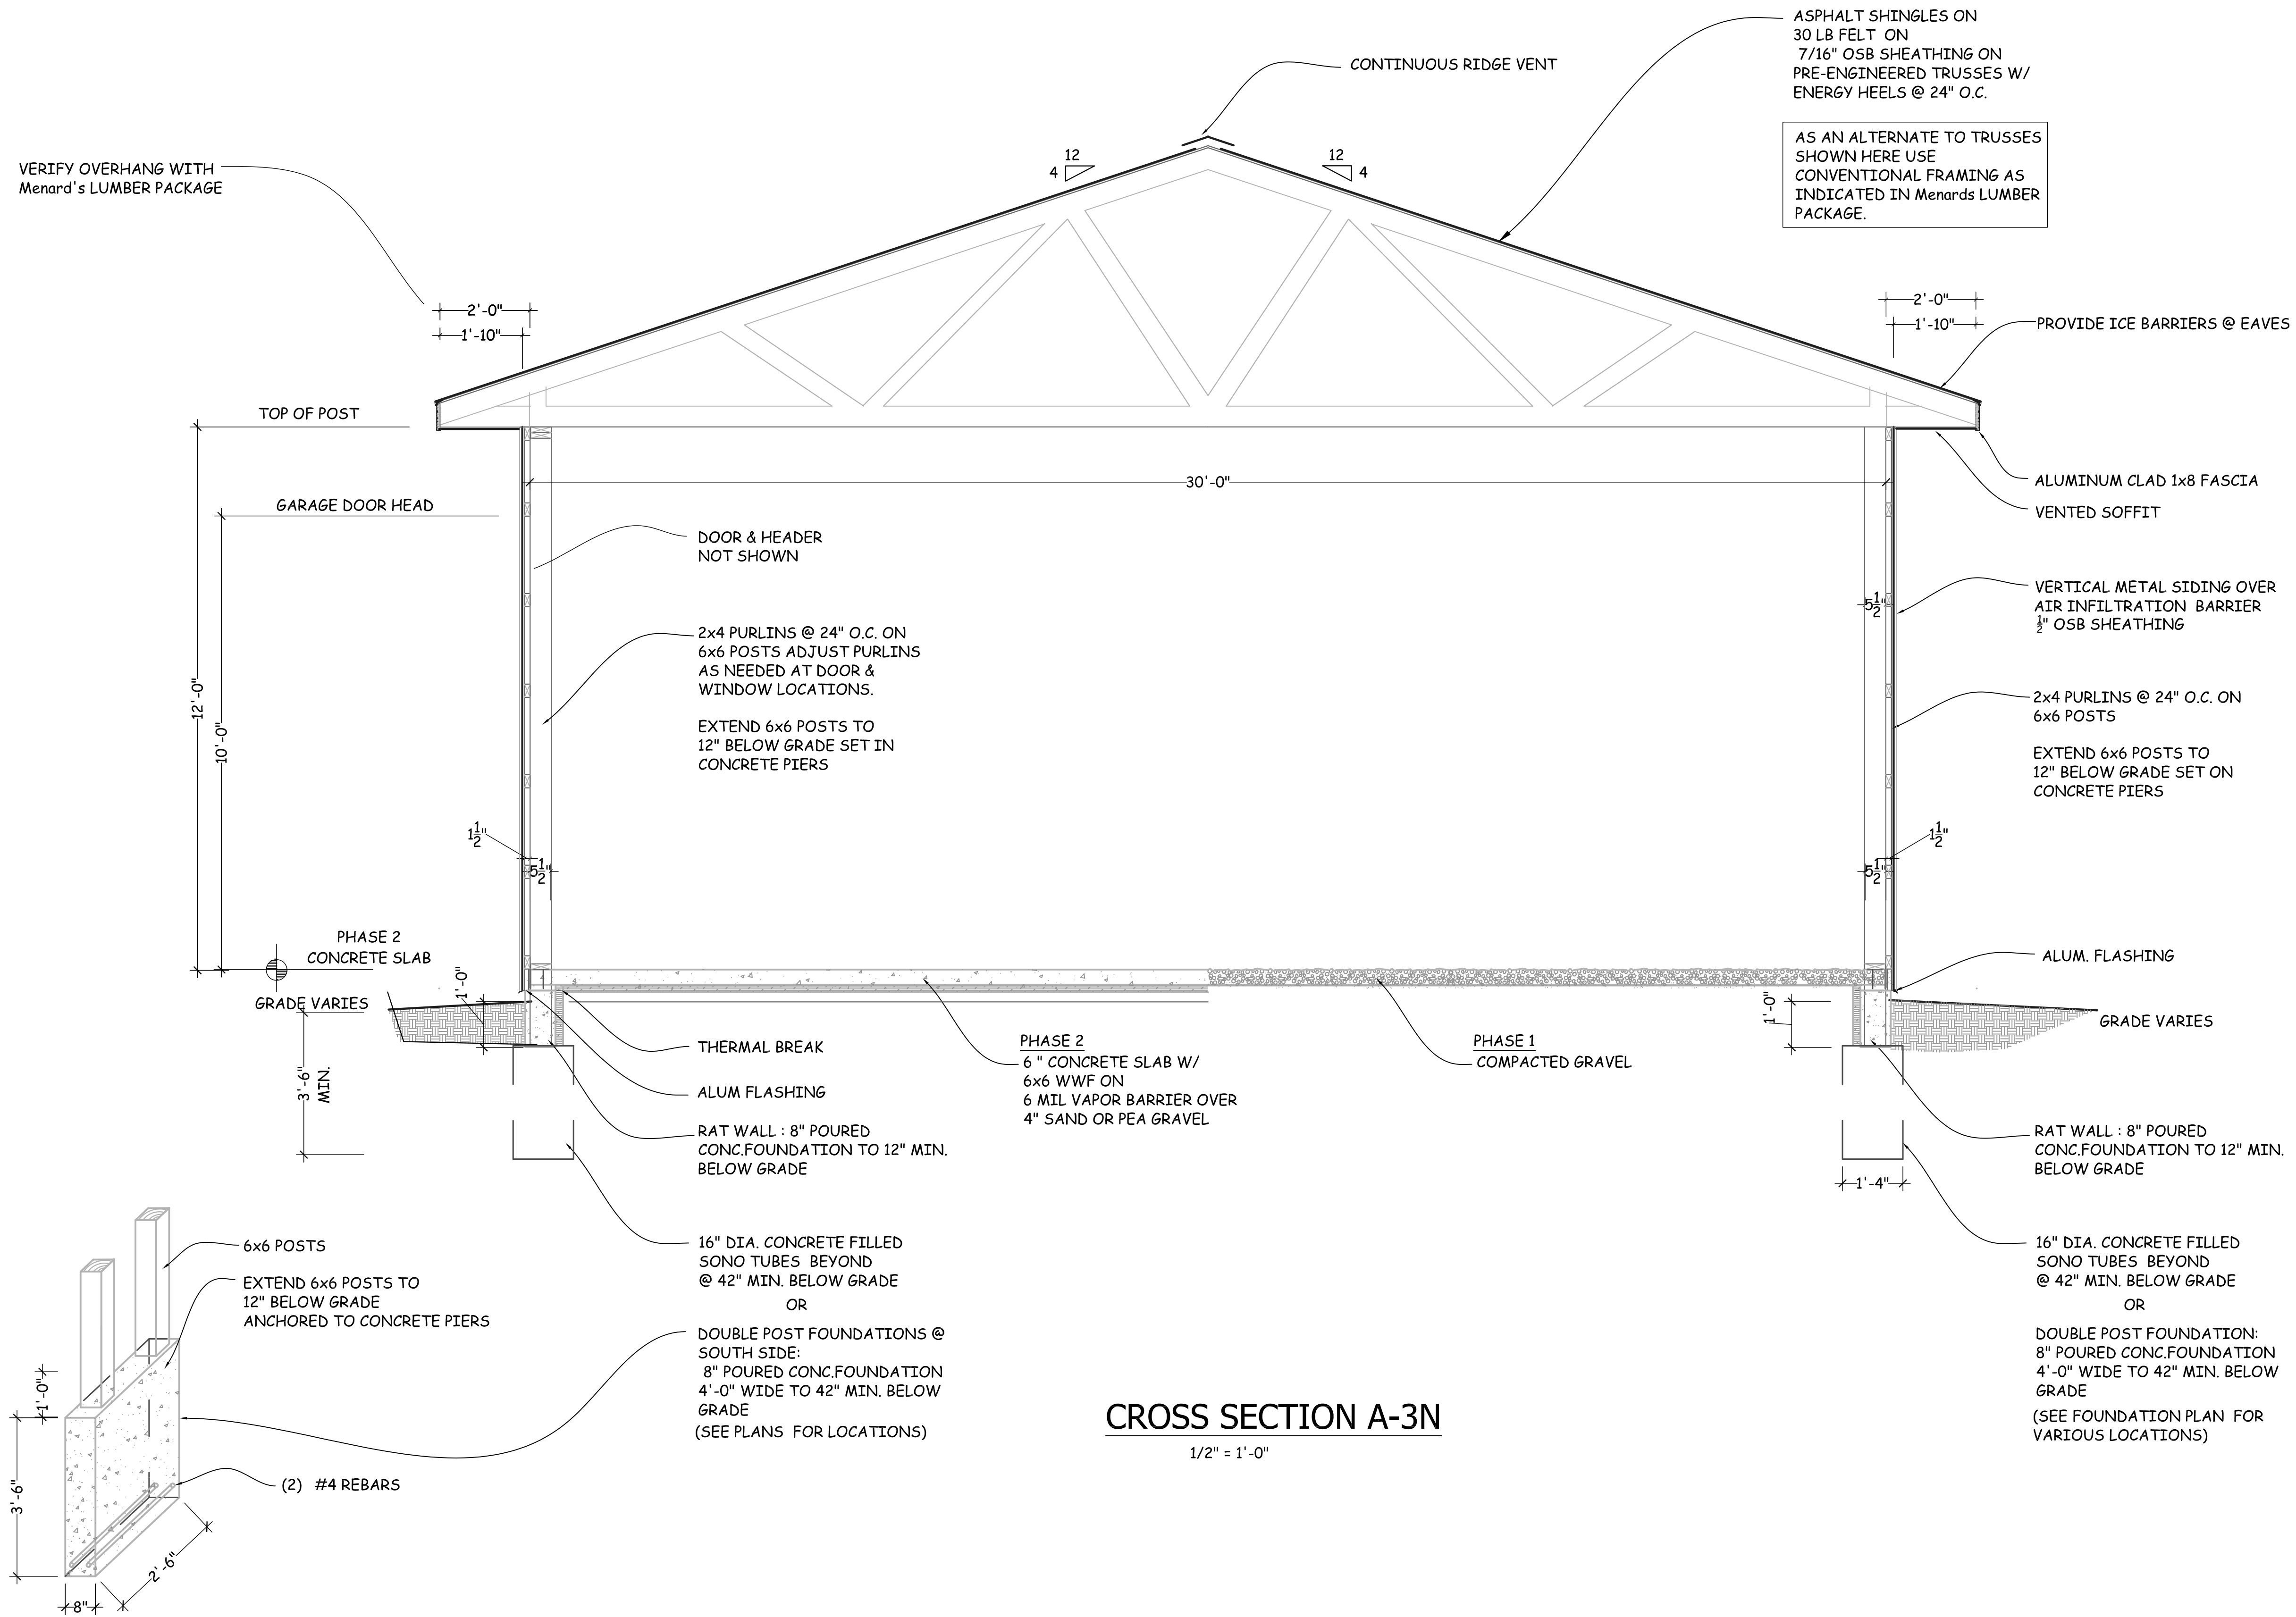 ASPHALT SHINGLES ON
30 LB FELT  ON
7/16" OSB SHEATHING ON
PRE-ENGINEERED TRUSSES W/
ENERGY HEELS @ 24" O.C.
CONTINUOUS RIDGE VENT
AS AN ALTERNATE TO TRUSSES
SHOWN HERE USE
CONVENTIONAL FRAMING AS
INDICATED IN Menards LUMBER
PACKAGE.
12
4
12
4
VERIFY OVERHANG WITH
Menard's LUMBER PACKAGE
2'-0"
1'-10"
2'-0"
1'-10"
PROVIDE ICE BARRIERS @ EAVES
TOP OF POST
30'-0"
ALUMINUM CLAD 1x8 FASCIA
VENTED SOFFIT
GARAGE DOOR HEAD
DOOR & HEADER
NOT SHOWN
VERTICAL METAL SIDING OVER
AIR INFILTRATION  BARRIER
1/2" OSB SHEATHING
5 1/2"
2x4 PURLINS @ 24" O.C. ON
6x6 POSTS ADJUST PURLINS
AS NEEDED AT DOOR &
WINDOW LOCATIONS.
EXTEND 6x6 POSTS TO
12" BELOW GRADE SET IN
CONCRETE PIERS
2x4 PURLINS @ 24" O.C. ON
6x6 POSTS
EXTEND 6x6 POSTS TO
12" BELOW GRADE SET ON
CONCRETE PIERS
12'-0"
10'-0"
1 1/2"
5 1/2"
1 1/2"
5 1/2"
PHASE 2
CONCRETE SLAB
ALUM. FLASHING
GRADE VARIES
1'-0"
1'-0"
GRADE VARIES
3'-6"
MIN.
THERMAL BREAK
ALUM FLASHING
RAT WALL : 8" POURED
CONC.FOUNDATION TO 12" MIN.
BELOW GRADE
PHASE 2
6 " CONCRETE SLAB W/
6x6 WWF ON
6 MIL VAPOR BARRIER OVER
4" SAND OR PEA GRAVEL
PHASE 1
COMPACTED GRAVEL
RAT WALL : 8" POURED
CONC.FOUNDATION TO 12" MIN.
BELOW GRADE
1'-4"
16" DIA. CONCRETE FILLED
SONO TUBES  BEYOND
@ 42" MIN. BELOW GRADE
OR
DOUBLE POST FOUNDATIONS @
SOUTH SIDE:
8" POURED CONC.FOUNDATION
4'-0" WIDE TO 42" MIN. BELOW
GRADE
(SEE PLANS  FOR LOCATIONS)
16" DIA. CONCRETE FILLED
SONO TUBES  BEYOND
@ 42" MIN. BELOW GRADE
OR
DOUBLE POST FOUNDATION:
8" POURED CONC.FOUNDATION
4'-0" WIDE TO 42" MIN. BELOW
GRADE
(SEE FOUNDATION PLAN  FOR
VARIOUS LOCATIONS)
6x6 POSTS
EXTEND 6x6 POSTS TO
12" BELOW GRADE
ANCHORED TO CONCRETE PIERS
1'-0"
3'-6"
(2)   #4 REBARS
2'-6"
8"
CROSS SECTION A-3N
1/2" = 1'-0"